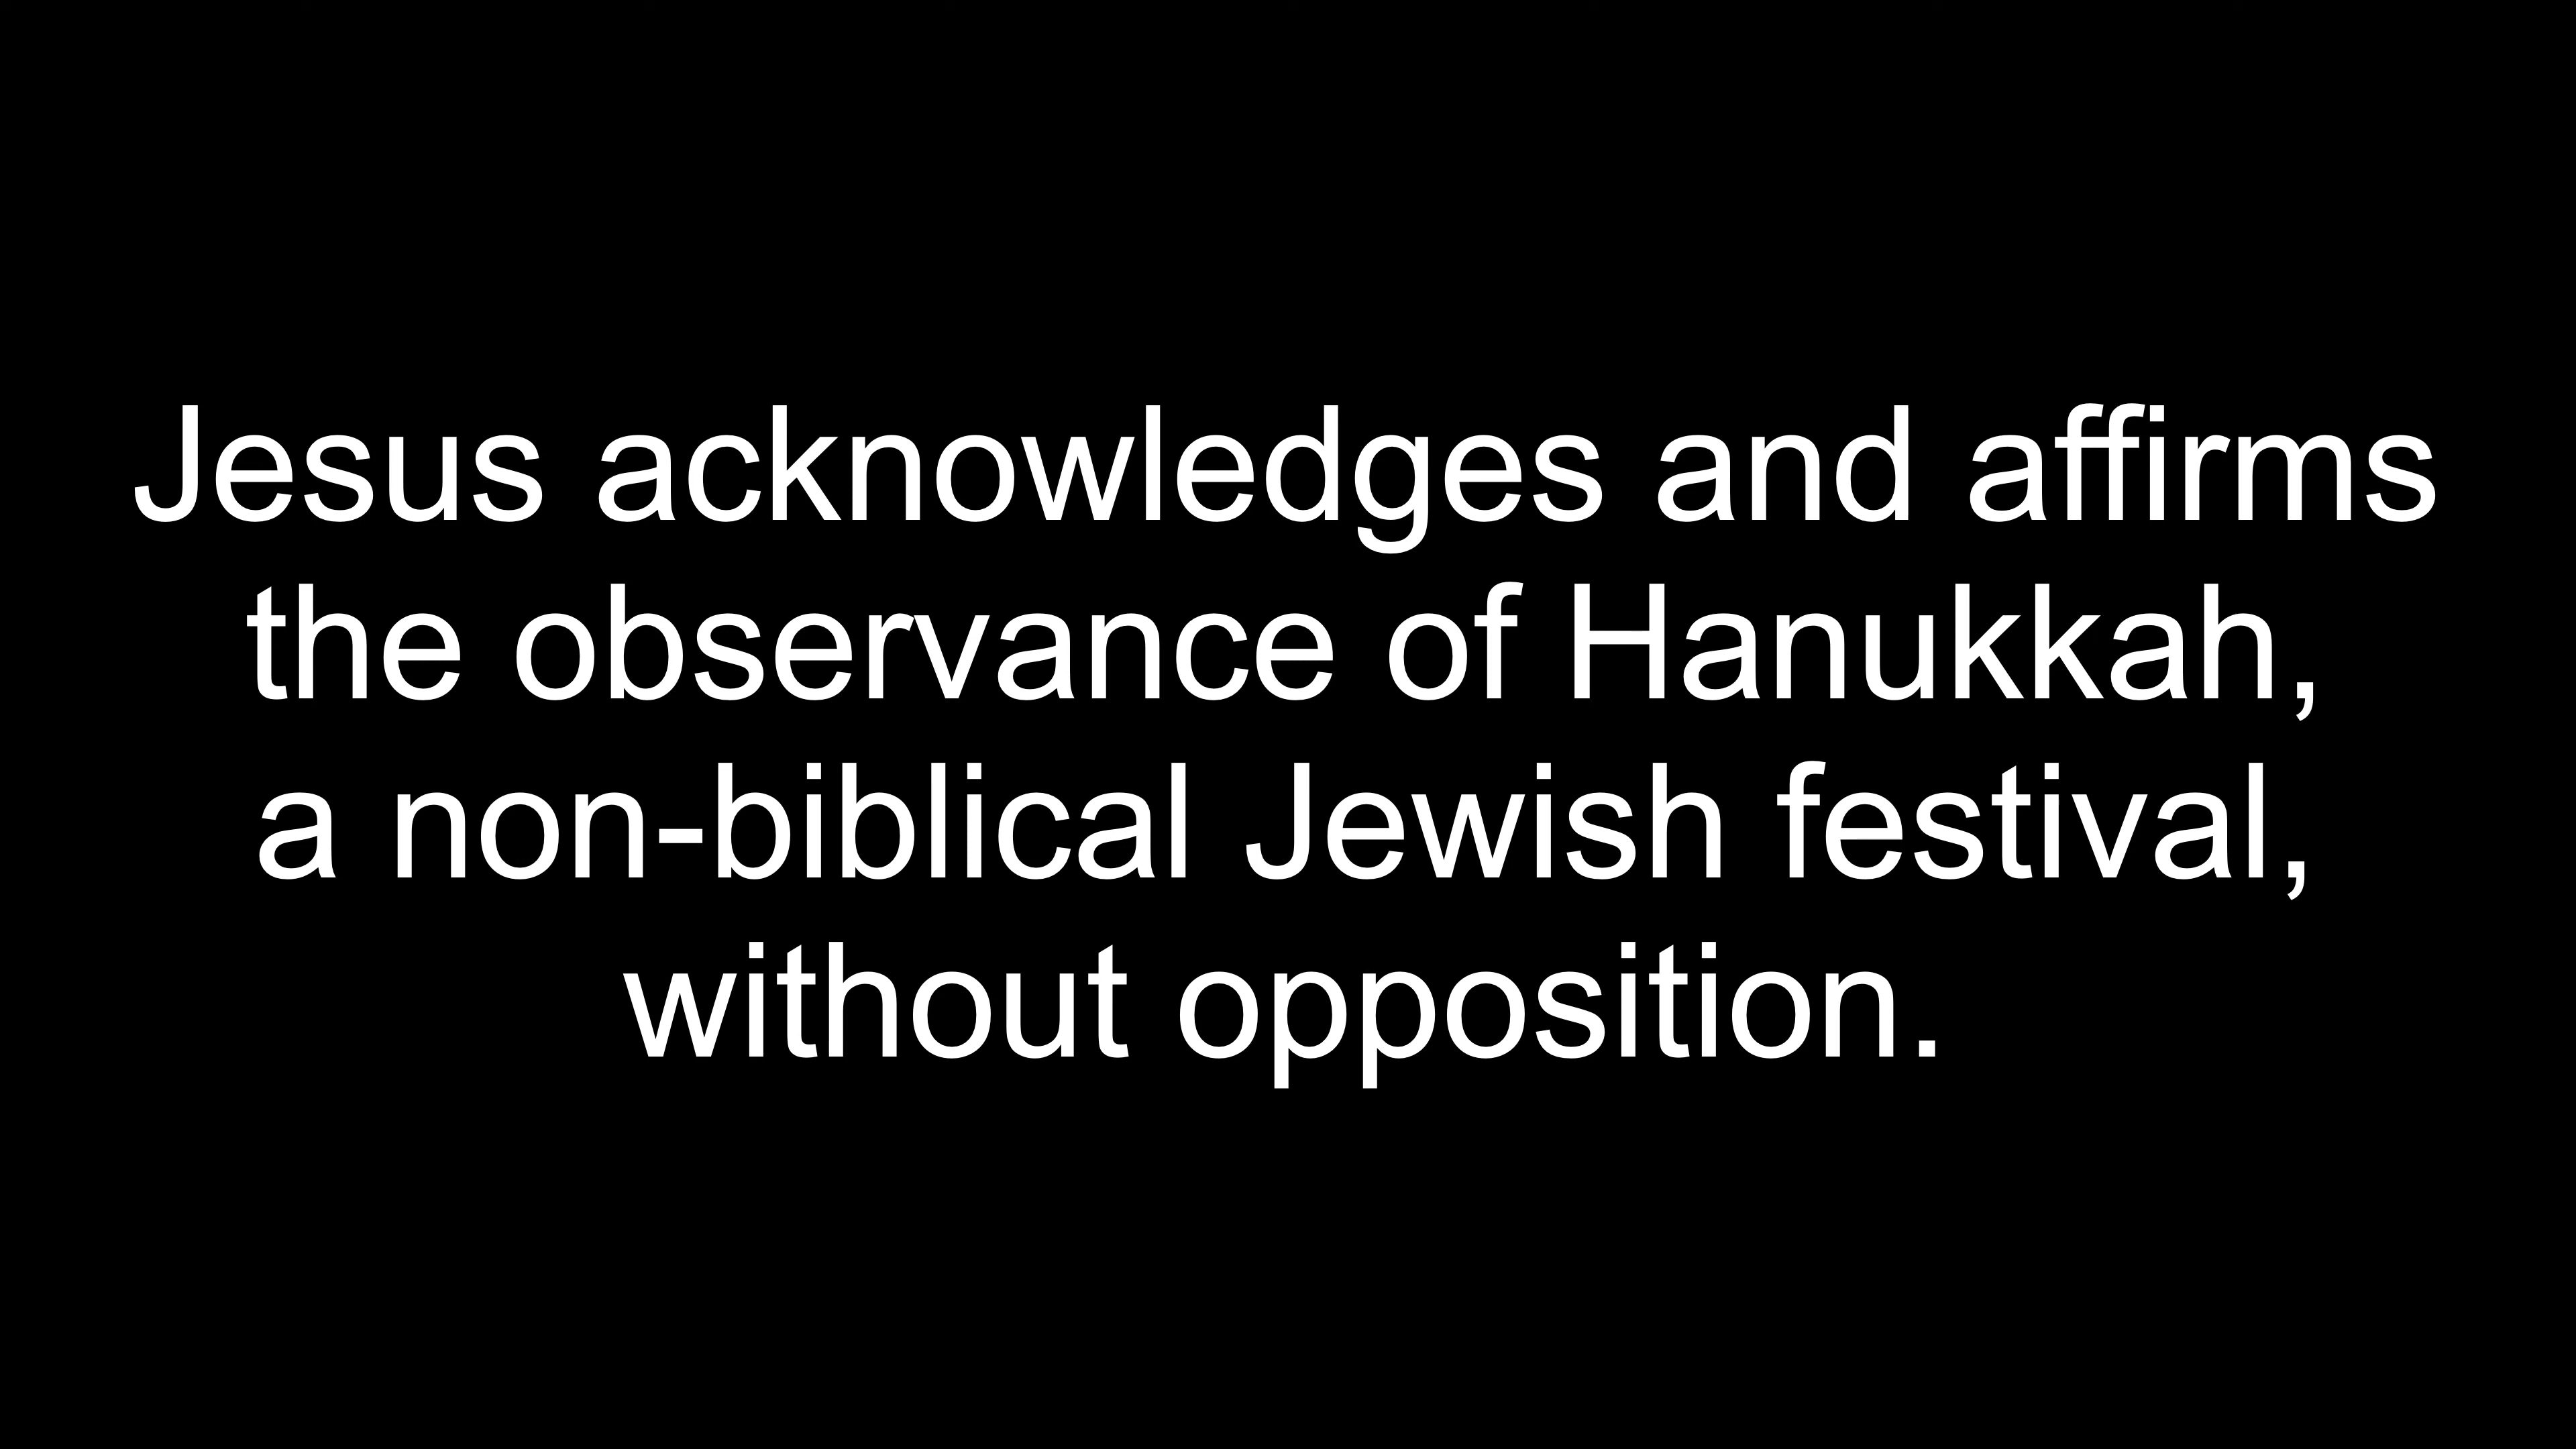 Jesus acknowledges and affirms
the observance of Hanukkah,
a non-biblical Jewish festival,
without opposition.